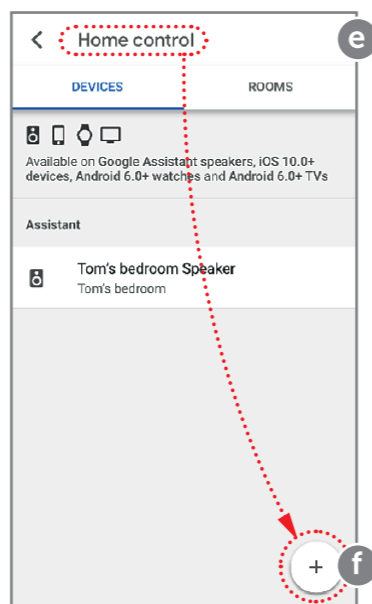 Home control
e
DEVICES
ROOMS
Available on Google Assistant speakers, iOS 10.0+
devices, Android 6.0+ watches and Android 6.0+ TVs
Assistant
Tom's bedroom Speaker
Tom's bedroom
+
f